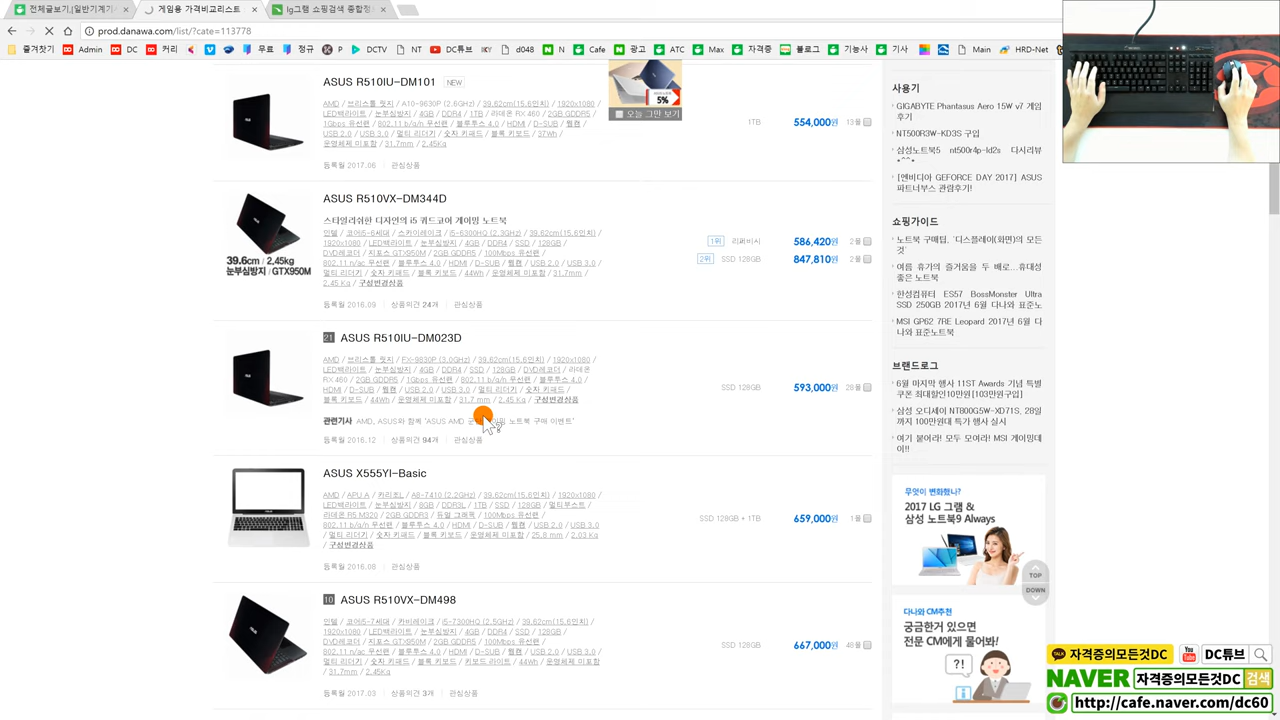 전체글보기,[일반기계기
게임용 가격비교리스트
lg그램 쇼핑검색 종합정보
prod.danawa.com/list/?cate=113778
즐겨찾기 Admin DC 커리 무료 정규 P DCTV NT DC튜브 d048 N 광고 Cafe ATC Max 자격증 블로그 기능사 기사 Main HRD-Net
ASUS R510IU-DM101 NEW
AMD / 브리스톨 릿지 / A10-9630P (2.6GHz) / 39.62cm(15.6인치) / 1920x1080 /
LED백라이트 / 눈부심방지 / 4GB / DDR4 / 1TB / 라데온 RX 460 / 2GB GDDR5 /
1Gbps 유선랜 / 802.11 b/g/n 무선랜 / 블루투스 4.0 / HDMI / D-SUB / 웹캠 /
USB 2.0 / USB 3.0 / 멀티 리더기 / 숫자 키패드 / 블록 키보드 / 37Wh /
운영체제 미포함 / 31.7mm / 2.45Kg
등록월 2017.06 관심상품
1TB 554,000원 13몰
5%
오늘 그만 보기
ASUS R510VX-DM344D
스타일리쉬한 디자인의 i5 쿼드코어 게이밍 노트북
인텔 / 코어i5-6세대 / 스카이레이크 / i5-6300HQ (2.3GHz) / 39.62cm(15.6인치) /
1920x1080 / LED백라이트 / 눈부심방지 / 4GB / DDR4 / SSD / 128GB /
DVD레코더 / 지포스 GTX950M / 2GB GDDR5 / 100Mbps 유선랜 /
802.11 b/g/n 무선랜 / 블루투스 4.0 / HDMI / D-SUB / 웹캠 / USB 2.0 / USB 3.0 /
멀티 리더기 / 숫자 키패드 / 블록 키보드 / 44Wh / 운영체제 미포함 / 31.7mm /
2.45 Kg / 구성변경상품
39.6cm / 2.45kg
눈부심방지 / GTX950M
등록월 2016.09 상품의견 24개 관심상품
1위 리퍼비시 586,420원 2몰
2위 SSD 128GB 847,810원 2몰
21 ASUS R510IU-DM023D
AMD / 브리스톨 릿지 / FX-9830P (3.0GHz) / 39.62cm(15.6인치) / 1920x1080 /
LED백라이트 / 눈부심방지 / 4GB / DDR4 / SSD / 128GB / DVD레코더 / 라데온
RX 460 / 2GB GDDR5 / 1Gbps 유선랜 / 802.11 b/g/n 무선랜 / 블루투스 4.0 /
HDMI / D-SUB / 웹캠 / USB 2.0 / USB 3.0 / 멀티 리더기 / 숫자 키패드 /
블록 키보드 / 44Wh / 운영체제 미포함 / 31.7 mm / 2.45 Kg / 구성변경상품
관련기사 AMD, ASUS와 함께 'ASUS AMD 노트북 구매 이벤트'
등록월 2016.12 상품의견 94개 관심상품
SSD 128GB 593,000원 28몰
ASUS X555YI-Basic
AMD / APU A / 카리조L / A8-7410 (2.2GHz) / 39.62cm(15.6인치) / 1920x1080 /
LED백라이트 / 눈부심방지 / 8GB / DDR3L / 1TB / SSD / 128GB / 멀티부스트 /
라데온 R5 M320 / 2GB GDDR3 / 듀얼 그래픽 / 100Mbps 유선랜 /
802.11 b/g/n 무선랜 / 블루투스 4.0 / HDMI / D-SUB / 웹캠 / USB 2.0 / USB 3.0
/ 멀티 리더기 / 숫자 키패드 / 블록 키보드 / 운영체제 미포함 / 25.8 mm / 2.03 Kg
/ 구성변경상품
등록월 2016.08 관심상품
SSD 128GB + 1TB 659,000원 1몰
10 ASUS R510VX-DM498
인텔 / 코어i5-7세대 / 카비레이크 / i5-7300HQ (2.5GHz) / 39.62cm(15.6인치) /
1920x1080 / LED백라이트 / 눈부심방지 / 4GB / DDR4 / SSD / 128GB /
DVD레코더 / 지포스 GTX950M / 2GB GDDR5 / 100Mbps 유선랜 /
802.11 b/g/n 무선랜 / 블루투스 4.0 / HDMI / D-SUB / 웹캠 / USB 2.0 / USB 3.0 /
멀티 리더기 / 숫자 키패드 / 블록 키보드 / 키보드 라이트 / 44Wh / 운영체제 미포함
/ 31.7mm / 2.45Kg
등록월 2017.03 상품의견 3개 관심상품
SSD 128GB 667,000원 48몰
사용기
GIGABYTE Phantasus Aero 15W v7 게임
후기
NT500R3W-KD3S 구입
삼성노트북5 nt500r4p-ld2s 다시리뷰
*^^*
[엔비디아 GEFORCE DAY 2017] ASUS
파트너부스 관람후기!
쇼핑가이드
노트북 구매팁, '디스플레이(화면)의 모든
것'
여름 휴가의 즐거움을 두 배로...휴대성
좋은 노트북
한성컴퓨터 ES57 BossMonster Ultra
SSD 250GB 2017년 6월 다나와 표준노
MSI GP62 7RE Leopard 2017년 6월 다
나와 표준노트북
브랜드로그
6월 마지막 행사 11ST Awards 기념 특별
쿠폰 최대할인10만원[103만원구입]
삼성 오디세이 NT800G5W-XD71S, 28일
까지 100만원대 특가 행사 실시
여기 붙어라! 모두 모여라! MSI 게이밍데
이!!
무엇이 변화했나?
2017 LG 그램 &
삼성 노트북9 Always
TOP
DOWN
다나와 CM추천
궁금한거 있으면
전문 CM에게 물어봐!
?!
TALK 자격증의모든것DC You Tube DC튜브
NAVER 자격증의모든것DC 검색
http://cafe.naver.com/dc60